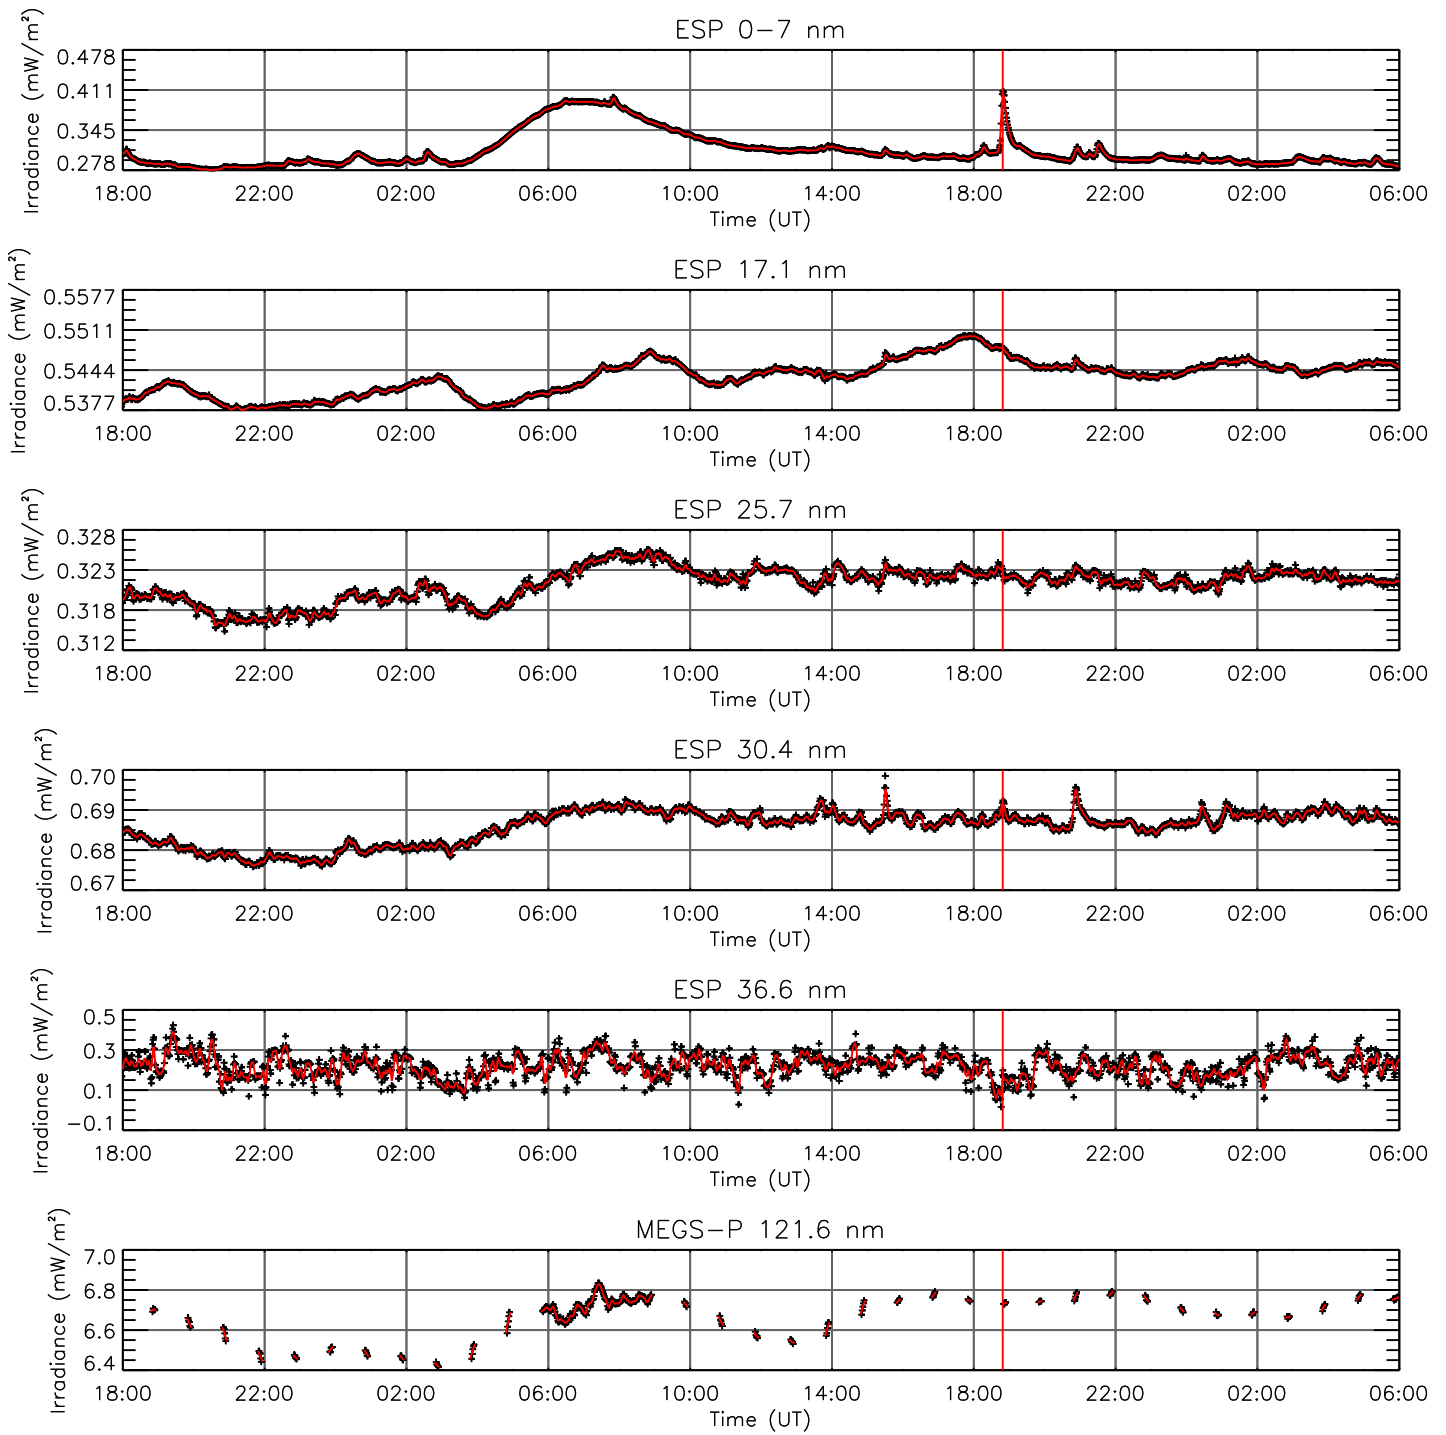 ESP 0−7 nm
Irradiance (mW/m²)
0.478
0.411
0.345
0.278
18:00 22:00 02:00 06:00 10:00 14:00 18:00 22:00 02:00 06:00
Time (UT)
ESP 17.1 nm
Irradiance (mW/m²)
0.5577
0.5511
0.5444
0.5377
18:00 22:00 02:00 06:00 10:00 14:00 18:00 22:00 02:00 06:00
Time (UT)
ESP 25.7 nm
Irradiance (mW/m²)
0.328
0.323
0.318
0.312
18:00 22:00 02:00 06:00 10:00 14:00 18:00 22:00 02:00 06:00
Time (UT)
ESP 30.4 nm
Irradiance (mW/m²)
0.70
0.69
0.68
0.67
18:00 22:00 02:00 06:00 10:00 14:00 18:00 22:00 02:00 06:00
Time (UT)
ESP 36.6 nm
Irradiance (mW/m²)
0.5
0.3
0.1
−0.1
18:00 22:00 02:00 06:00 10:00 14:00 18:00 22:00 02:00 06:00
Time (UT)
MEGS−P 121.6 nm
Irradiance (mW/m²)
7.0
6.8
6.6
6.4
18:00 22:00 02:00 06:00 10:00 14:00 18:00 22:00 02:00 06:00
Time (UT)